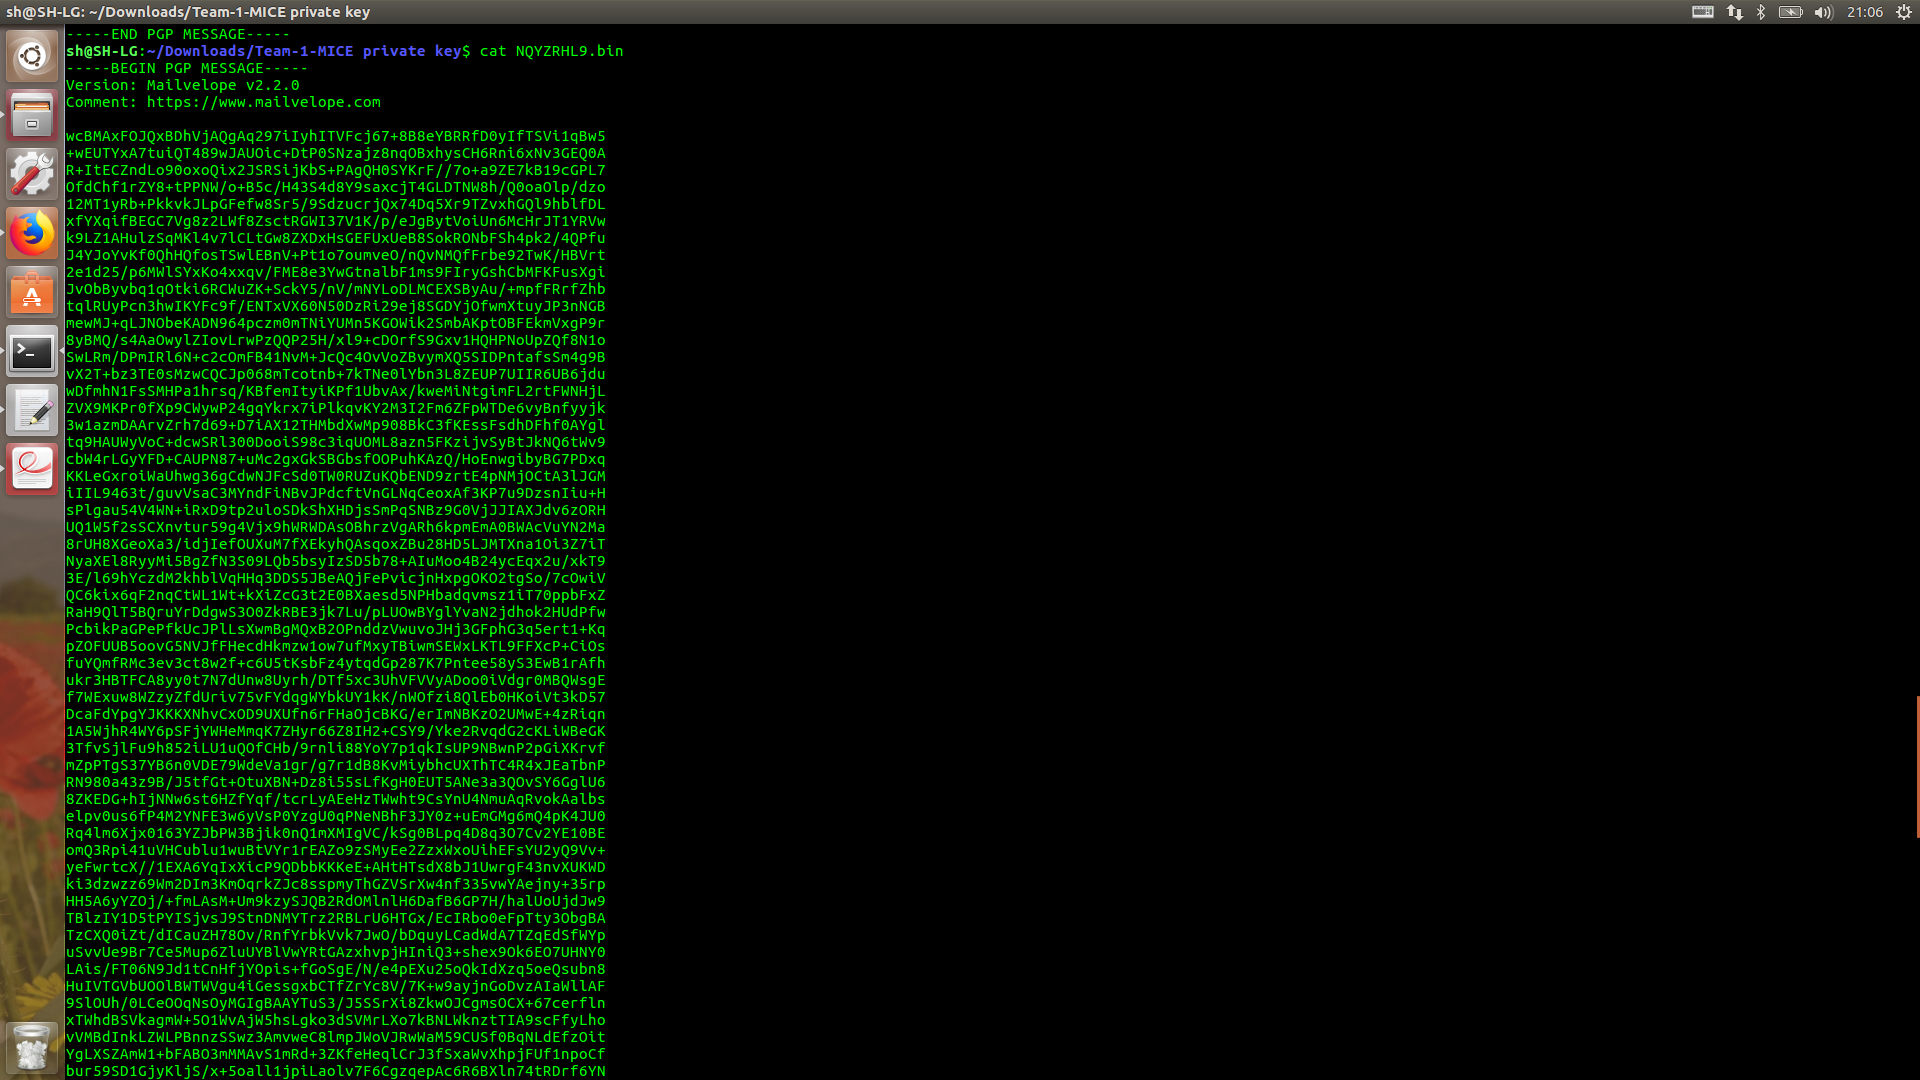 sh@SH-LG: ~/Downloads/Team-1-MICE private key
21:06
-----END PGP MESSAGE-----
sh@SH-LG:~/Downloads/Team-1-MICE private key$ cat NQYZRHL9.bin
-----BEGIN PGP MESSAGE-----
Version: Mailvelope v2.2.0
Comment: https://www.mailvelope.com
wcBMAxFOJQxBDhVjAQgAq297iIyhITVFcj67+8B8eYBRRfD0yIfTSVi1qBw5
+wEUTYxA7tuiQT489wJAUOic+DtP0SNzajz8nqOBxhysCH6Rni6xNv3GEQ0A
R+ItECZndLo90oxoQix2JSRSijKbS+PAgQH0SYKrF//7o+a9ZE7kB19cGPL7
OfdChf1rZY8+tPPNW/o+B5c/H43S4d8Y9saxcjT4GLDTNW8h/Q0oaOlp/dzo
12MT1yRb+PkkvkJLpGFefw8Sr5/9SdzucrjQx74Dq5Xr9TZvxhGQl9hblfDL
xfYXqifBEGC7Vg8z2LWf8ZsctRGWI37V1K/p/eJgBytVoiUn6McHrJT1YRVw
k9LZ1AHulzSqMKl4v7lCLtGw8ZXDxHsGEFUxUeB8SokRONbFSh4pk2/4QPfu
J4YJoYvKf0QhHQfosTSwlEBnV+Pt1o7oumveO/nQvNMQfFrbe92TwK/HBVrt
2e1d25/p6MWlSYxKo4xxqv/FME8e3YwGtnalbF1ms9FIryGshCbMFKFusXgi
JvObByvbq1qOtki6RCWuZK+SckY5/nV/mNYLoDLMCEXSByAu/+mpfFRrfZhb
tqlRUyPcn3hwIKYFc9f/ENTxVX60N50DzRi29ej8SGDYjOfwmXtuyJP3nNGB
mewMJ+qLJNObeKADN964pczm0mTNiYUMn5KGOWik2SmbAKptOBFEkmVxgP9r
8yBMQ/s4AaOwylZIovLrwPzQQP25H/xl9+cDOrfS9Gxv1HQHPNoUpZQf8N1o
SwLRm/DPmIRl6N+c2cOmFB41NvM+JcQc4OvVoZBvymXQ5SIDPntafsSm4g9B
vX2T+bz3TE0sMzwCQCJp068mTcotnb+7kTNe0lYbn3L8ZEUP7UIIR6UB6jdu
wDfmhN1FsSMHPa1hrsq/KBfemItyiKPf1UbvAx/kweMiNtgimFL2rtFWNHjL
ZVX9MKPr0fXp9CWywP24gqYkrx7iPlkqvKY2M3I2Fm6ZFpWTDe6vyBnfyyjk
3w1azmDAArvZrh7d69+D7iAX12THMbdXwMp908BkC3fKEssFsdhDFhf0AYgl
tq9HAUWyVoC+dcwSRl300DooiS98c3iqUOML8azn5FKzijvSyBtJkNQ6tWv9
cbW4rLGyYFD+CAUPN87+uMc2gxGkSBGbsfOOPuhKAzQ/HoEnwgibyBG7PDxq
KKLeGxroiWaUhwg36gCdwNJFcSd0TW0RUZuKQbEND9zrtE4pNMjOCtA3lJGM
iIIL9463t/guvVsaC3MYndFiNBvJPdcftVnGLNqCeoxAf3KP7u9DzsnIiu+H
sPlgau54V4WN+iRxD9tp2uloSDkShXHDjsSmPqSNBz9G0VjJJIAXJdv6zORH
UQ1W5f2sSCXnvtur59g4Vjx9hWRWDAsOBhrzVgARh6kpmEmA0BWAcVuYN2Ma
8rUH8XGeoXa3/idjIefOUXuM7fXEkyhQAsqoxZBu28HD5LJMTXna1Oi3Z7iT
NyaXEl8RyyMi5BgZfN3S09LQb5bsyIzSD5b78+AIuMoo4B24ycEqx2u/xkT9
3E/l69hYczdM2khblVqHHq3DDS5JBeAQjFePvicjnHxpgOKO2tgSo/7cOwiV
QC6kix6qF2nqCtWL1Wt+kXiZcG3t2E0BXaesd5NPHbadqvmsz1iT70ppbFxZ
RaH9QlT5BQruYrDdgwS3O0ZkRBE3jk7Lu/pLUOwBYglYvaN2jdhok2HUdPfw
PcbikPaGPePfkUcJPlLsXwmBgMQxB2OPnddzVwuvoJHj3GFphG3q5ert1+Kq
pZOFUUB5oovG5NVJfFHecdHkmzw1ow7ufMxyTBiwmSEWxLKTL9FFXcP+CiOs
fuYQmfRMc3ev3ct8w2f+c6U5tKsbFz4ytqdGp287K7Pntee58yS3EwB1rAfh
ukr3HBTFCA8yy0t7N7dUnw8Uyrh/DTf5xc3UhVFVVyADoo0iVdgr0MBQWsgE
f7WExuw8WZzyZfdUriv75vFYdqgWYbkUY1kK/nWOfzi8QlEb0HKoiVt3kD57
DcaFdYpgYJKKKXNhvCxOD9UXUfn6rFHaOjcBKG/erImNBKzO2UMwE+4zRiqn
1A5WjhR4WY6pSFjYWHeMmqK7ZHyr66Z8IH2+CSY9/Yke2RvqdG2cKLiWBeGK
3TfvSjlFu9h852iLU1uQOfCHb/9rnli88YoY7p1qkIsUP9NBwnP2pGiXKrvf
mZpPTgS37YB6n0VDE79WdeVa1gr/g7r1dB8KvMiybhcUXThTC4R4xJEaTbnP
RN980a43z9B/J5tfGt+OtuXBN+Dz8i55sLfKgH0EUT5ANe3a3QOvSY6GglU6
8ZKEDG+hIjNNw6st6HZfYqf/tcrLyAEeHzTWwht9CsYnU4NmuAqRvokAalbs
elpv0us6fP4M2YNFE3w6yVsP0YzgU0qPNeNBhF3JY0z+uEmGMg6mQ4pK4JU0
Rq4lm6Xjx0163YZJbPW3Bjik0nQ1mXMIgVC/kSg0BLpq4D8q3O7Cv2YE10BE
omQ3Rpi41uVHCublu1wuBtVYr1rEAZo9zSMyEe2ZzxWxoUihEFsYU2yQ9Vv+
yeFwrtcX//1EXA6YqIxXicP9QDbbKKKeE+AHtHTsdX8bJ1UwrgF43nvXUKWD
ki3dzwzz69Wm2DIm3KmOqrkZJc8sspmyThGZVSrXw4nf335vwYAejny+35rp
HH5A6yYZOj/+fmLAsM+Um9kzySJQB2RdOMlnlH6DafB6GP7H/halUoUjdJw9
TBlzIY1D5tPYISjvsJ9StnDNMYTrz2RBLrU6HTGx/EcIRbo0eFpTty3ObgBA
TzCXQ0iZt/dICauZH78Ov/RnfYrbkVvk7JwO/bDquyLCadWdA7TZqEdSfWYp
uSvvUe9Br7Ce5Mup6ZluUYBlVwYRtGAzxhvpjHIniQ3+shex9Ok6EO7UHNY0
LAis/FT06N9Jd1tCnHfjYOpis+fGoSgE/N/e4pEXu25oQkIdXzq5oeQsubn8
HuIVTGVbUOOlBWTWVgu4iGessgxbCTfZrYc8V/7K+w9ayjnGoDvzAIaWllAF
9SlOUh/0LCeOOqNsOyMGIgBAAYTuS3/J5SSrXi8ZkwOJCgmsOCX+67cerfln
xTWhdBSVkagmW+5O1WvAjW5hsLgko3dSVMrLXo7kBNLWknztTIA9scFfyLho
vVMBdInkLZWLPBnnzSSwz3AmvweC8lmpJWoVJRwWaM59CUSf0BqNLdEfzOit
YgLXSZAmW1+bFABO3mMMAvS1mRd+3ZKfeHeqlCrJ3fSxaWvXhpjFUf1npoCf
bur59SD1GjyKljS/x+5oall1jpiLaolv7F6CgzqepAc6R6BXln74tRDrf6YN